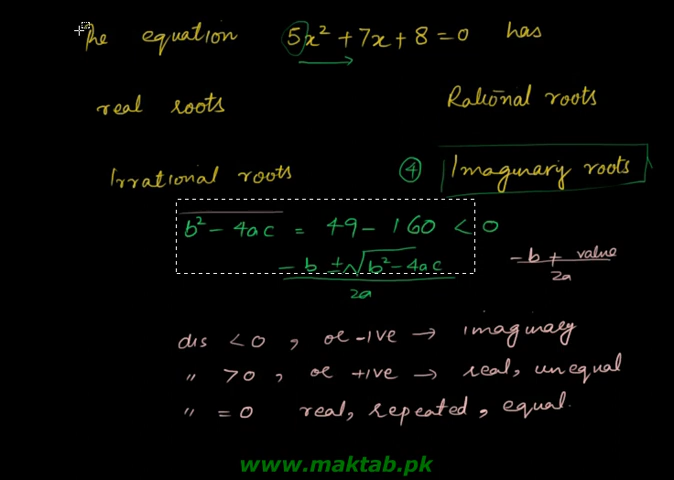 The equation 5x² + 7x + 8 = 0 has
real roots Rational roots
Irrational roots ④ Imaginary roots
b² - 4ac = 49 - 160 < 0
-b ± √b² - 4ac / 2a
-b + value / 2a
dis < 0 , or -ive → imaginary
" > 0 , or +ive → real, unequal
" = 0 real, repeated, equal.
www.maktab.pk